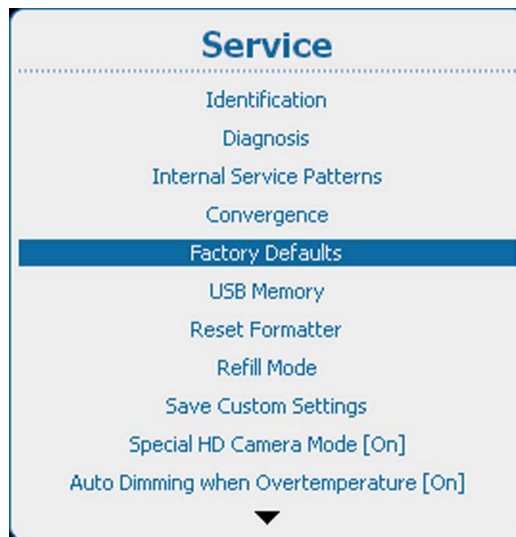 Service
Identification
Diagnosis
Internal Service Patterns
Convergence
Factory Defaults
USB Memory
Reset Formatter
Refill Mode
Save Custom Settings
Special HD Camera Mode [On]
Auto Dimming when Overtemperature [On]